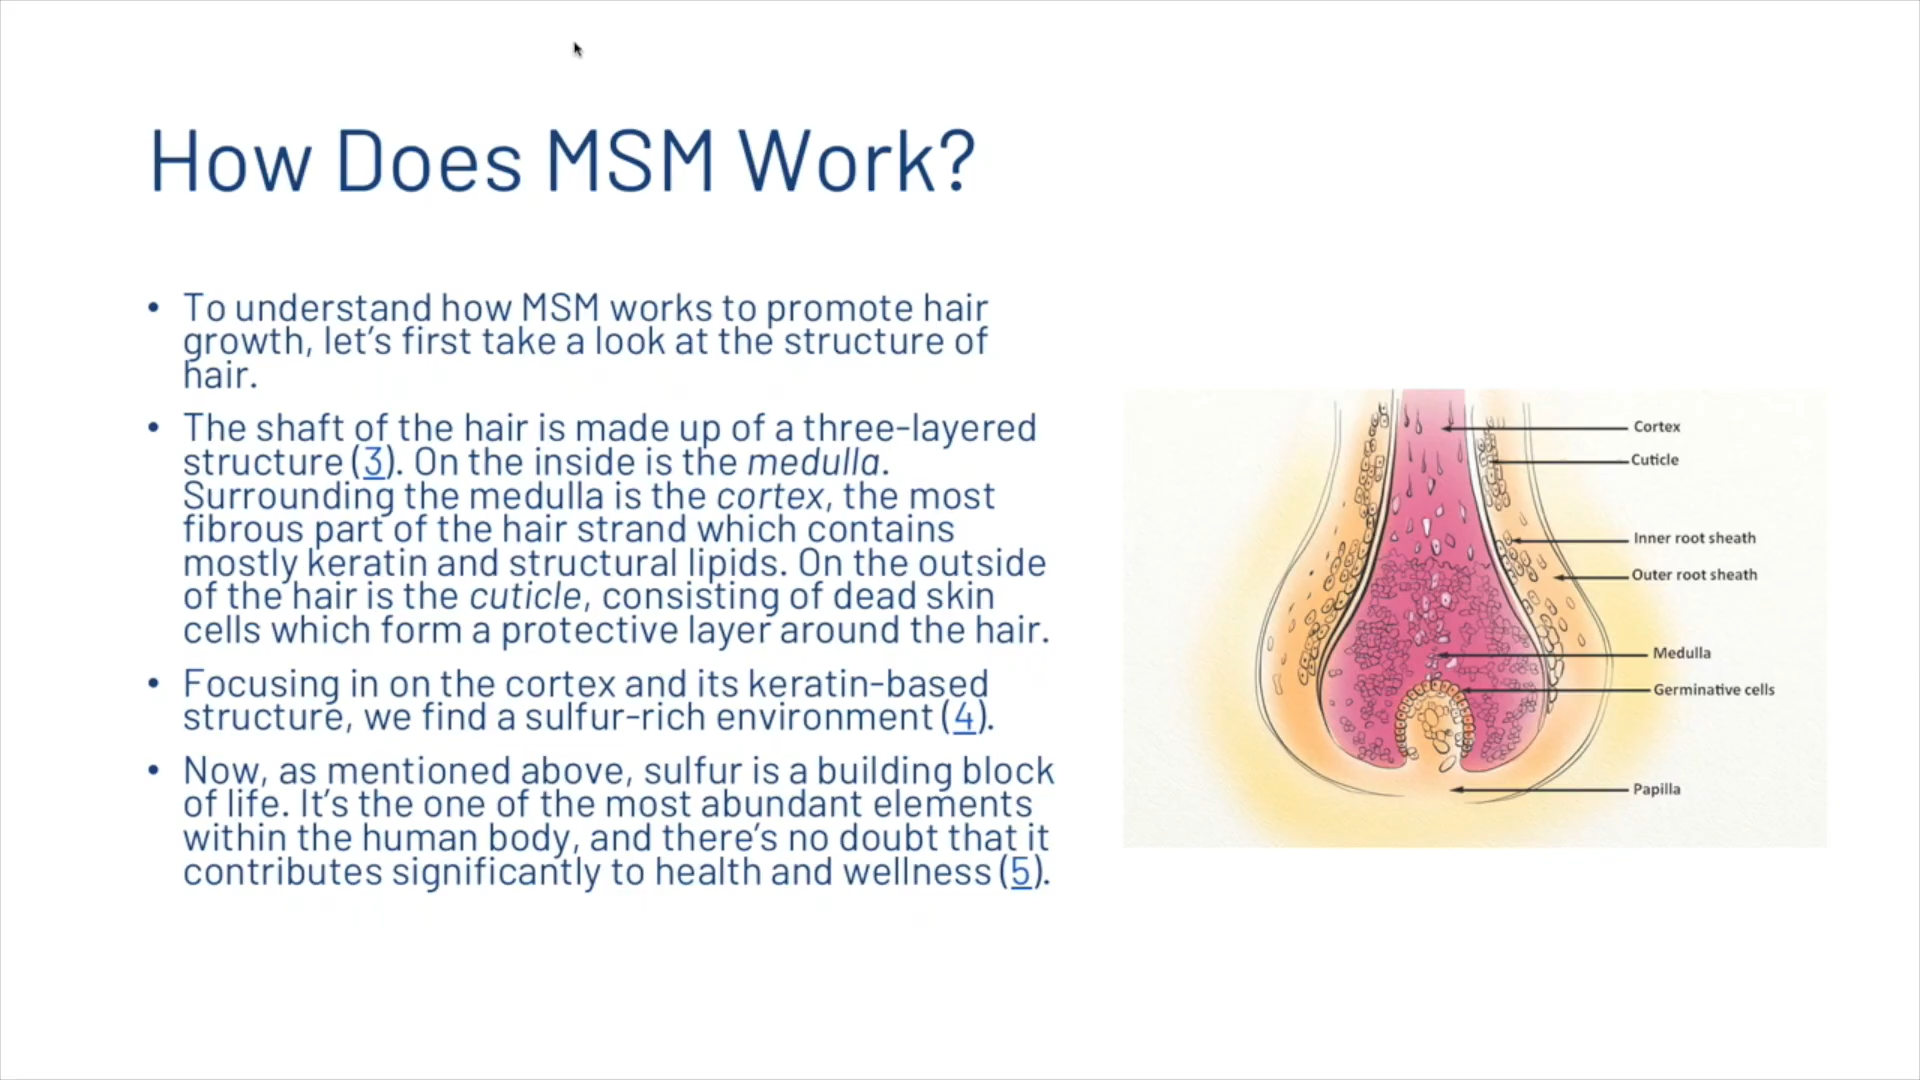 How Does MSM Work?
• To understand how MSM works to promote hair
growth, let's first take a look at the structure of
hair.
• The shaft of the hair is made up of a three-layered
structure (3). On the inside is the medulla.
Surrounding the medulla is the cortex, the most
fibrous part of the hair strand which contains
mostly keratin and structural lipids. On the outside
of the hair is the cuticle, consisting of dead skin
cells which form a protective layer around the hair.
• Focusing in on the cortex and its keratin-based
structure, we find a sulfur-rich environment (4).
• Now, as mentioned above, sulfur is a building block
of life. It's the one of the most abundant elements
within the human body, and there's no doubt that it
contributes significantly to health and wellness (5).
Cortex
Cuticle
Inner root sheath
Outer root sheath
Medulla
Germinative cells
Papilla